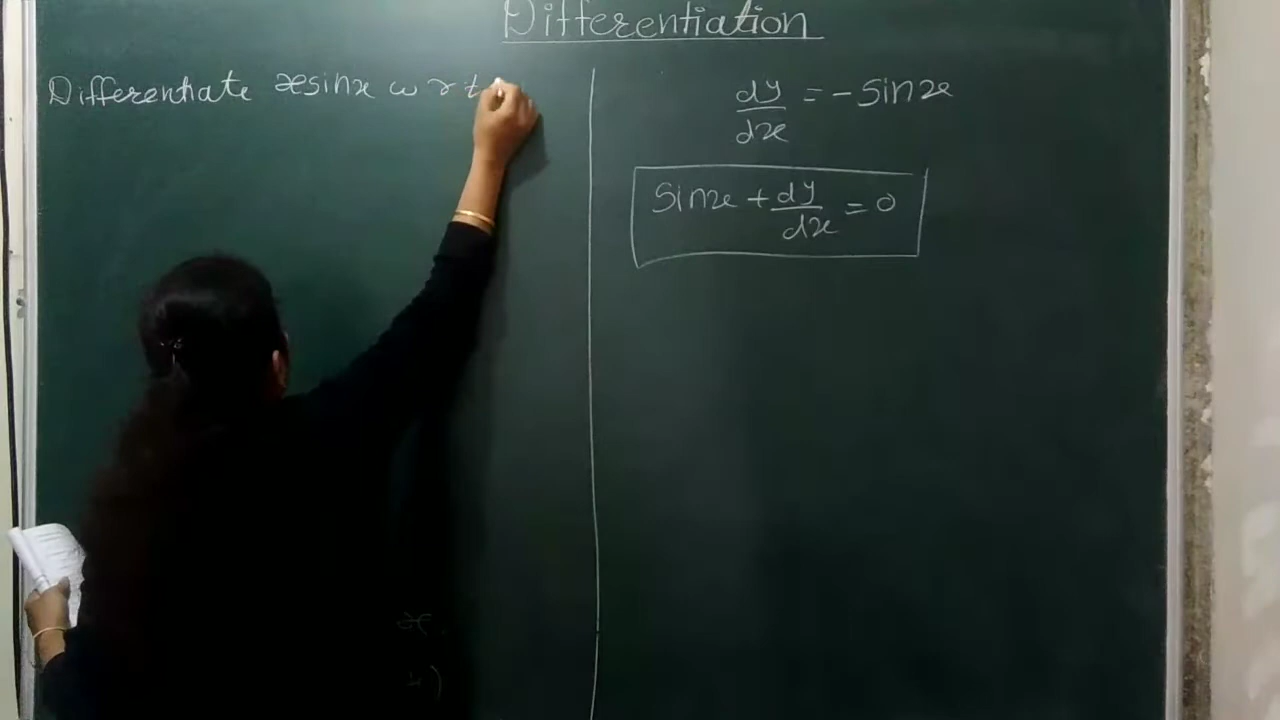 Differentiation
Differentiate xsinx w r t
dy/dx = - sinx
sinx + dy/dx = 0
x.
)